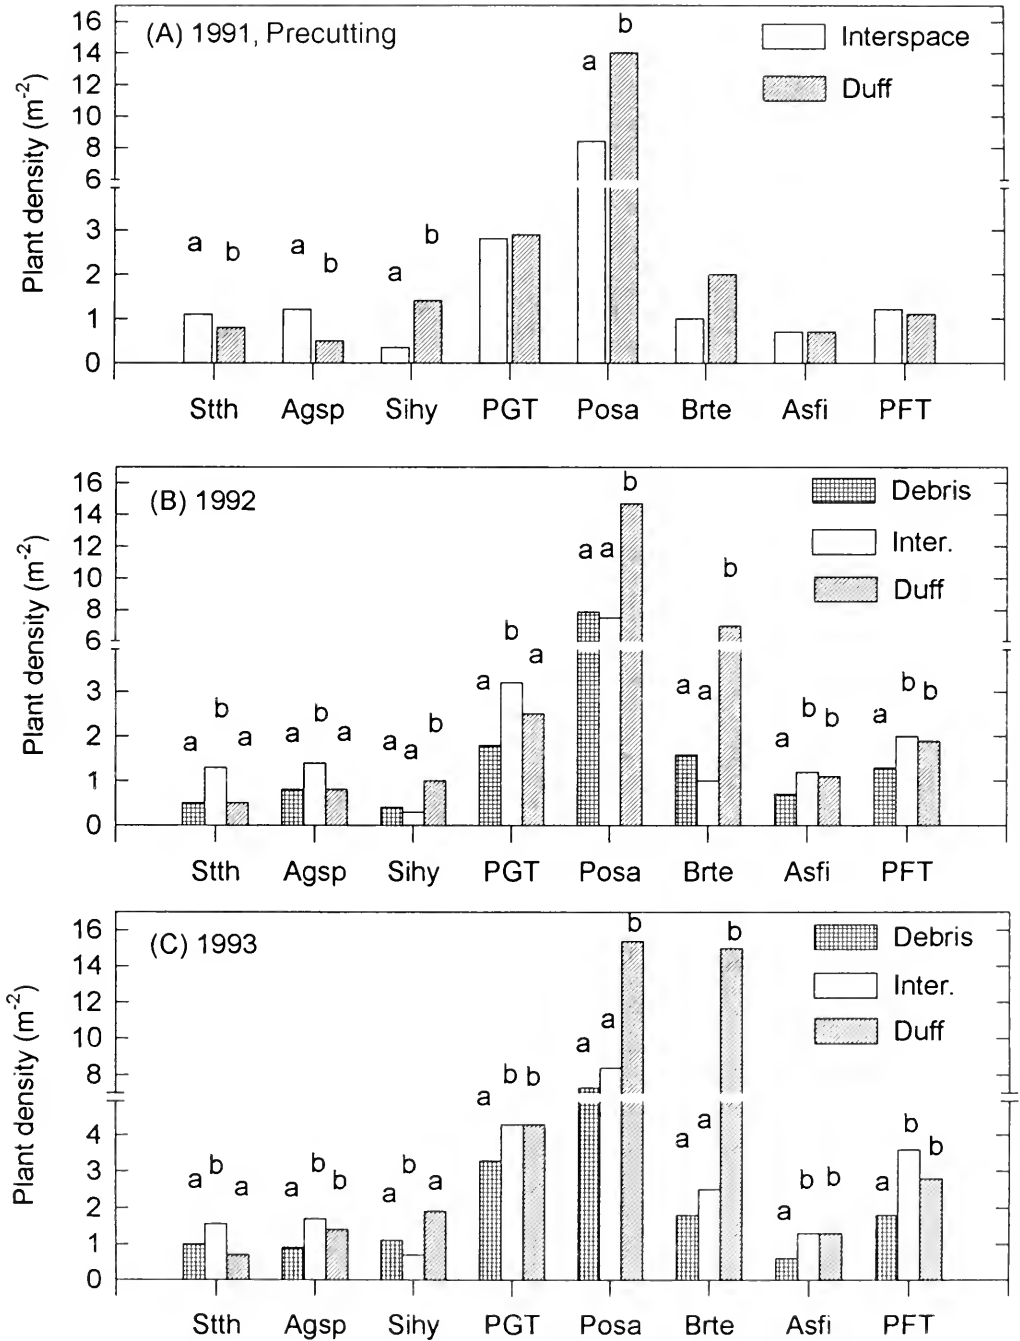 (A) 1991, Precutting
Interspace
Duff
Plant density (m-2)
16
14
12
10
8
6
3
2
1
0
a b a b a b a b
Stth Agsp Sihy PGT Posa Brte Asfi PFT
(B) 1992
Debris
Inter.
Duff
Plant density (m-2)
16
14
12
10
8
6
3
2
1
0
a b a a b a a a b a b a a a b a a b a b b a b b
Stth Agsp Sihy PGT Posa Brte Asfi PFT
(C) 1993
Debris
Inter.
Duff
Plant density (m-2)
16
14
12
10
8
4
3
2
1
0
a b a a b b a b a a b b a a b a a b a b b a b b
Stth Agsp Sihy PGT Posa Brte Asfi PFT